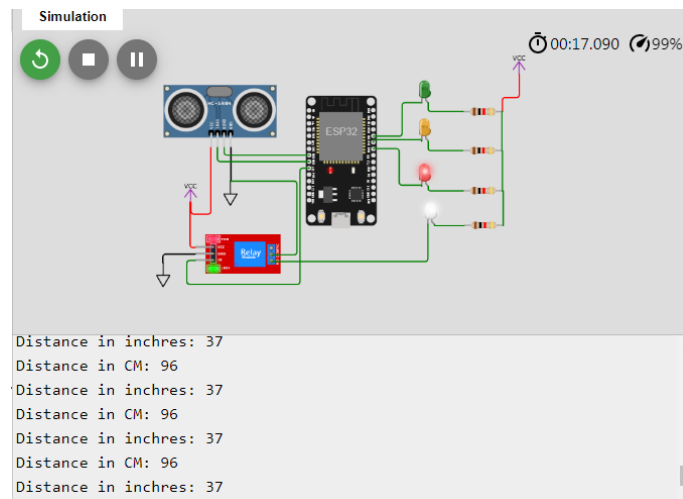 Simulation
00:17.090 99%
VCC
HC-SR04
ESP32
VCC
Relay
Distance in inchres: 37
Distance in CM: 96
Distance in inchres: 37
Distance in CM: 96
Distance in inchres: 37
Distance in CM: 96
Distance in inchres: 37